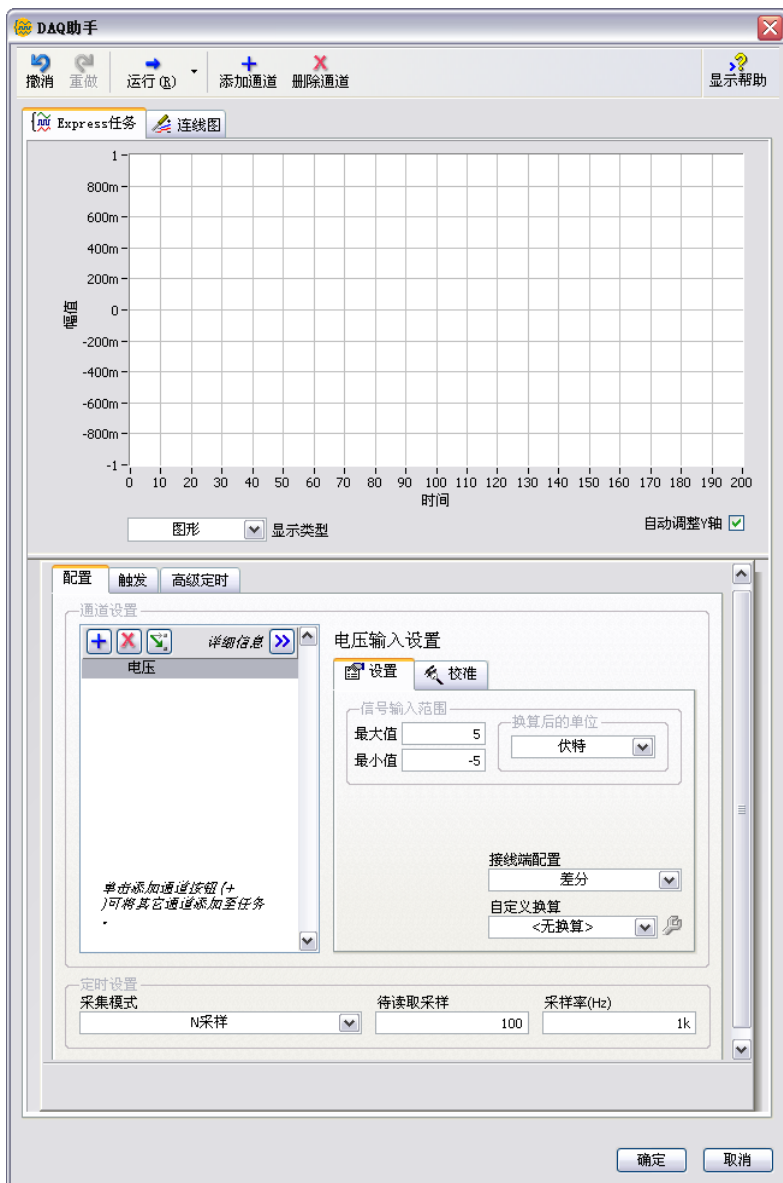 DAQ助手
撤消 重做 运行(R) 添加通道 删除通道 显示帮助
Express任务 连线图
1
800m
600m
400m
200m
0
-200m
-400m
-600m
-800m
-1
幅值
0 10 20 30 40 50 60 70 80 90 100 110 120 130 140 150 160 170 180 190 200
时间
图形 显示类型 自动调整Y轴
配置 触发 高级定时
通道设置
详细信息
电压
单击添加通道按钮(+
)可将其它通道添加至任务
.
电压输入设置
设置 校准
信号输入范围
最大值 5
最小值 -5
换算后的单位
伏特
接线端配置
差分
自定义换算
<无换算>
定时设置
采集模式 待读取采样 采样率(Hz)
N采样 100 1k
确定 取消